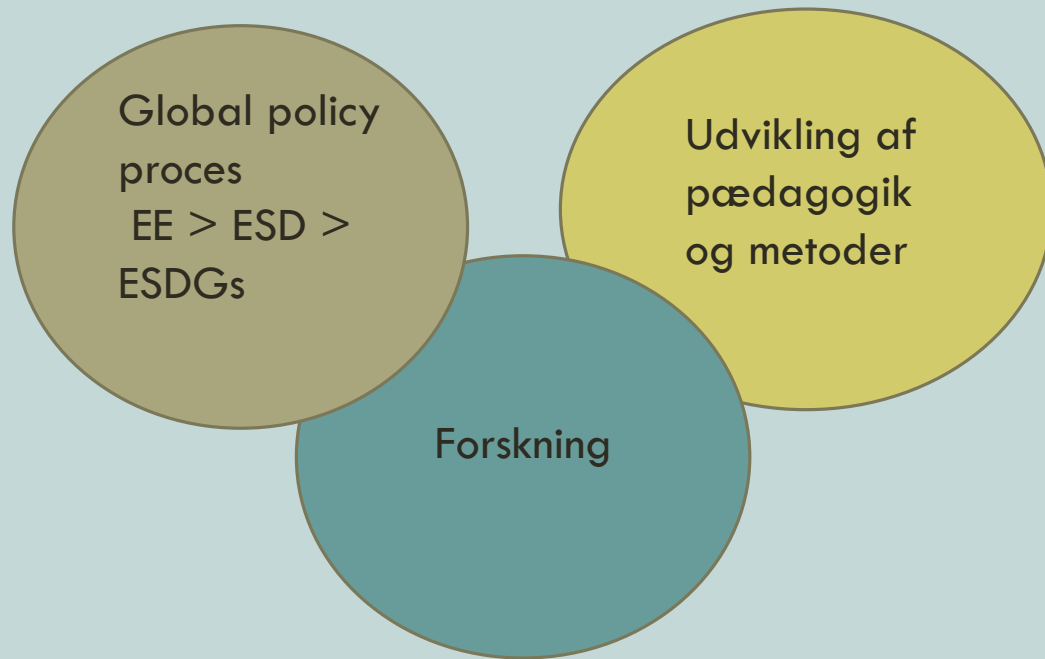 Global policy
proces
EE > ESD >
ESDGs
Udvikling af
pædagogik
og metoder
Forskning